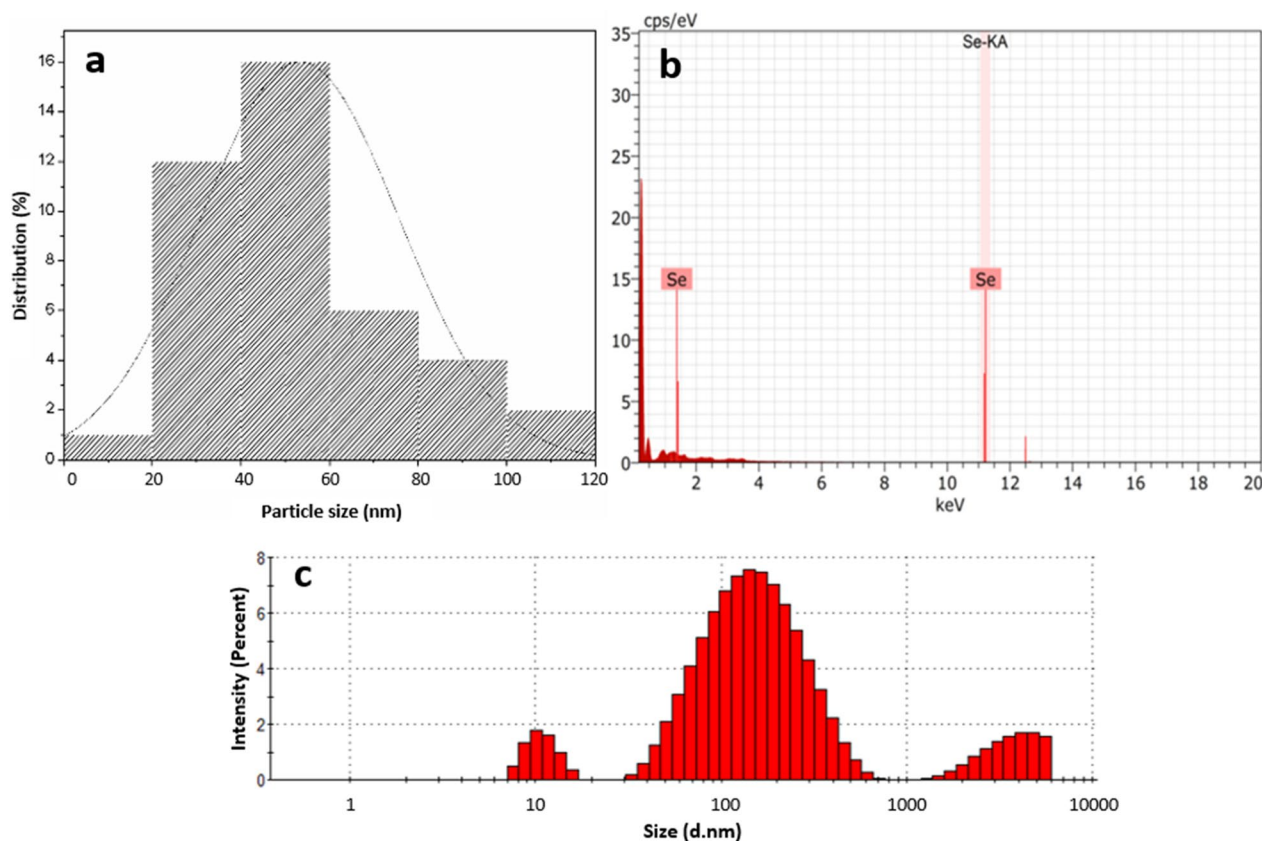 a
16
14
12
10
8
6
4
2
0
Distribution (%)
0 20 40 60 80 100 120
Particle size (nm)
cps/eV
b
Se-KA
35
30
25
20
15
10
5
0
Se Se
2 4 6 8 10 12 14 16 18 20
keV
c
8
6
4
2
0
Intensity (Percent)
1 10 100 1000 10000
Size (d.nm)